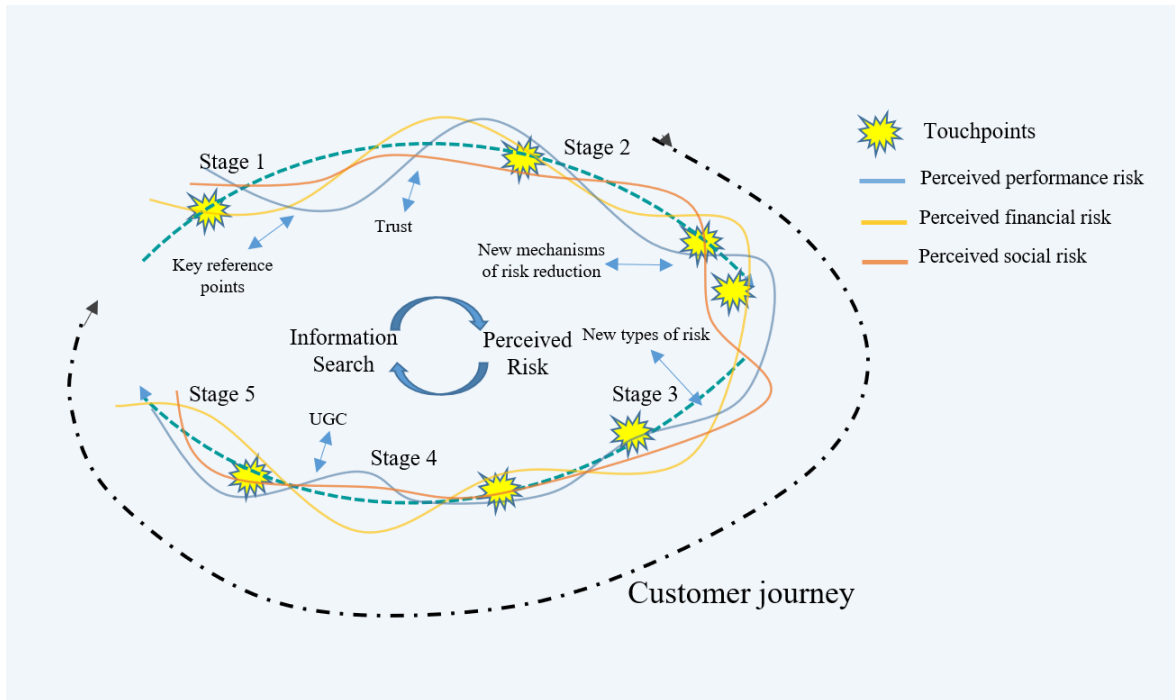 Stage 1
Stage 2
Touchpoints
Perceived performance risk
Perceived financial risk
Perceived social risk
Trust
Key reference
points
New mechanisms
of risk reduction
Information
Search
Perceived
Risk
New types of risk
Stage 5
Stage 3
UGC
Stage 4
Customer journey